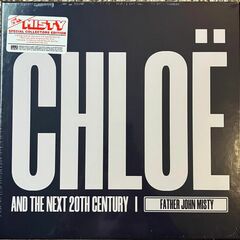 MISTY
SPECIAL COLLECTORS EDITION
CHLOË
AND THE NEXT 20TH CENTURY
FATHER JOHN MISTY